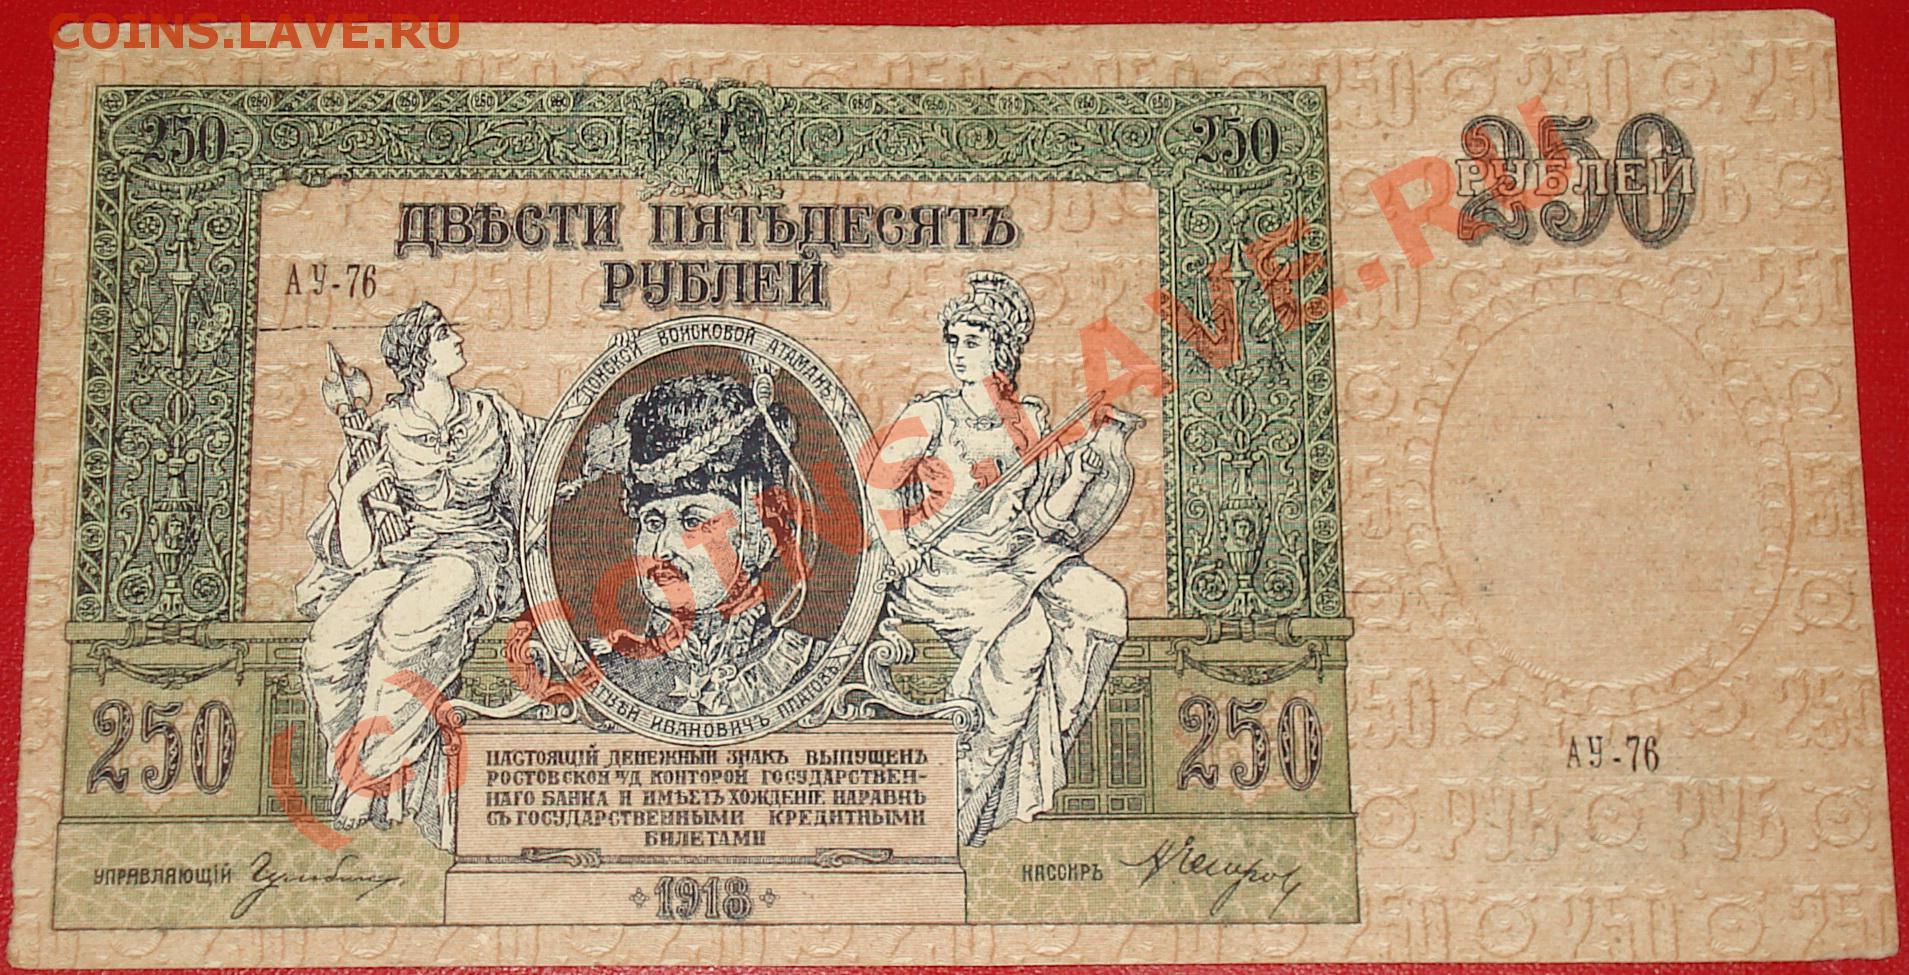 COINS.LAVE.RU
250
250
250
РУБЛЕЙ
ДВѢСТИ ПЯТЬДЕСЯТЪ
РУБЛЕЙ
АУ-76
ДОНСКОЙ ВОЙСКОВОЙ АТАМАНЪ
МАТВѢЙ ИВАНОВИЧЪ ПЛАТОВЪ
250
250
АУ-76
НАСТОЯЩІЙ ДЕНЕЖНЫЙ ЗНАКЪ ВЫПУЩЕНЪ
РОСТОВСКОЙ Н/Д КОНТОРОЙ ГОСУДАРСТВЕН-
НАГО БАНКА И ИМѢЕТЪ ХОЖДЕНІЕ НАРАВНѢ
СЪ ГОСУДАРСТВЕННЫМИ КРЕДИТНЫМИ
БИЛЕТАМИ
УПРАВЛЯЮЩІЙ
КАССИРЪ
1918
(c) COINS.LAVE.RU